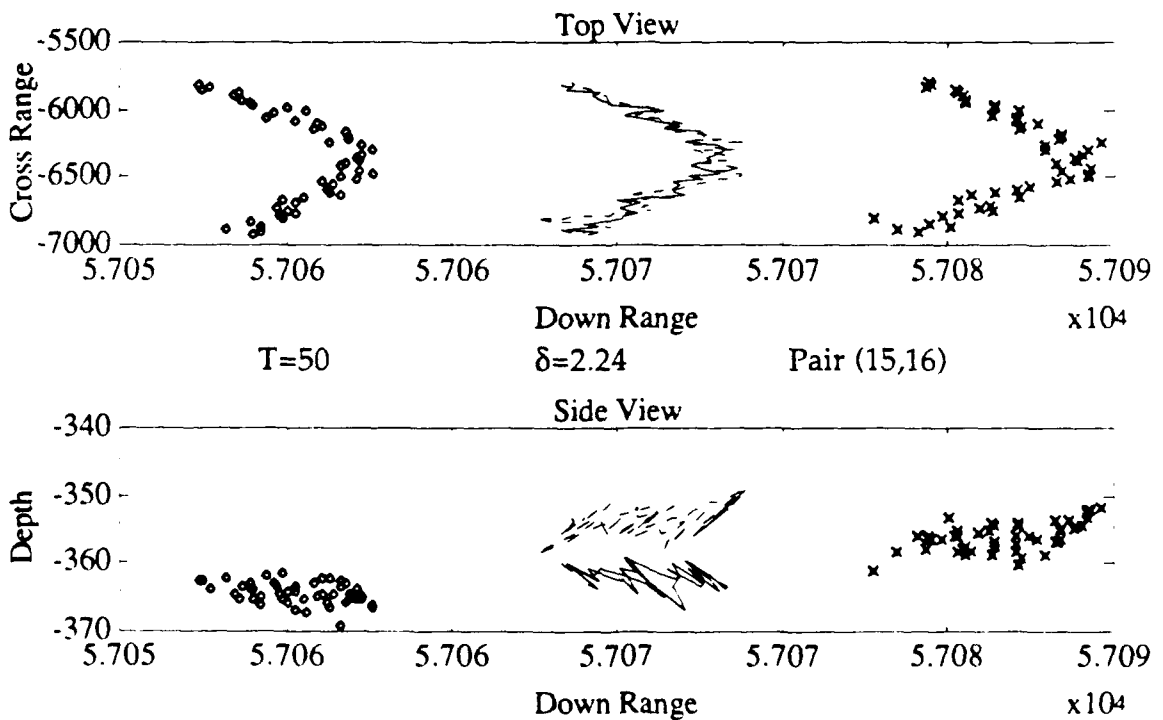 Top View
-5500
-6000
-6500
-7000
Cross Range
5.705 5.706 5.706 5.707 5.707 5.708 5.709
Down Range
x10⁴
T=50 δ=2.24 Pair (15,16)
Side View
-340
-350
-360
-370
Depth
5.705 5.706 5.706 5.707 5.707 5.708 5.709
Down Range
x10⁴